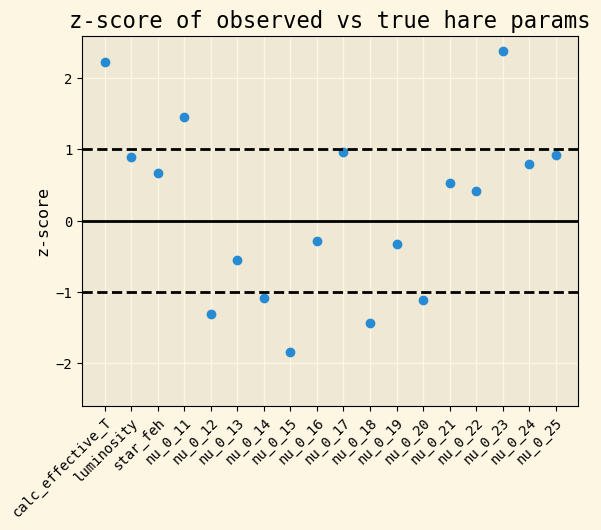 z-score of observed vs true hare params
z-score
2
1
0
−1
−2
calc_effective_T
luminosity
star_feh
nu_0_11
nu_0_12
nu_0_13
nu_0_14
nu_0_15
nu_0_16
nu_0_17
nu_0_18
nu_0_19
nu_0_20
nu_0_21
nu_0_22
nu_0_23
nu_0_24
nu_0_25